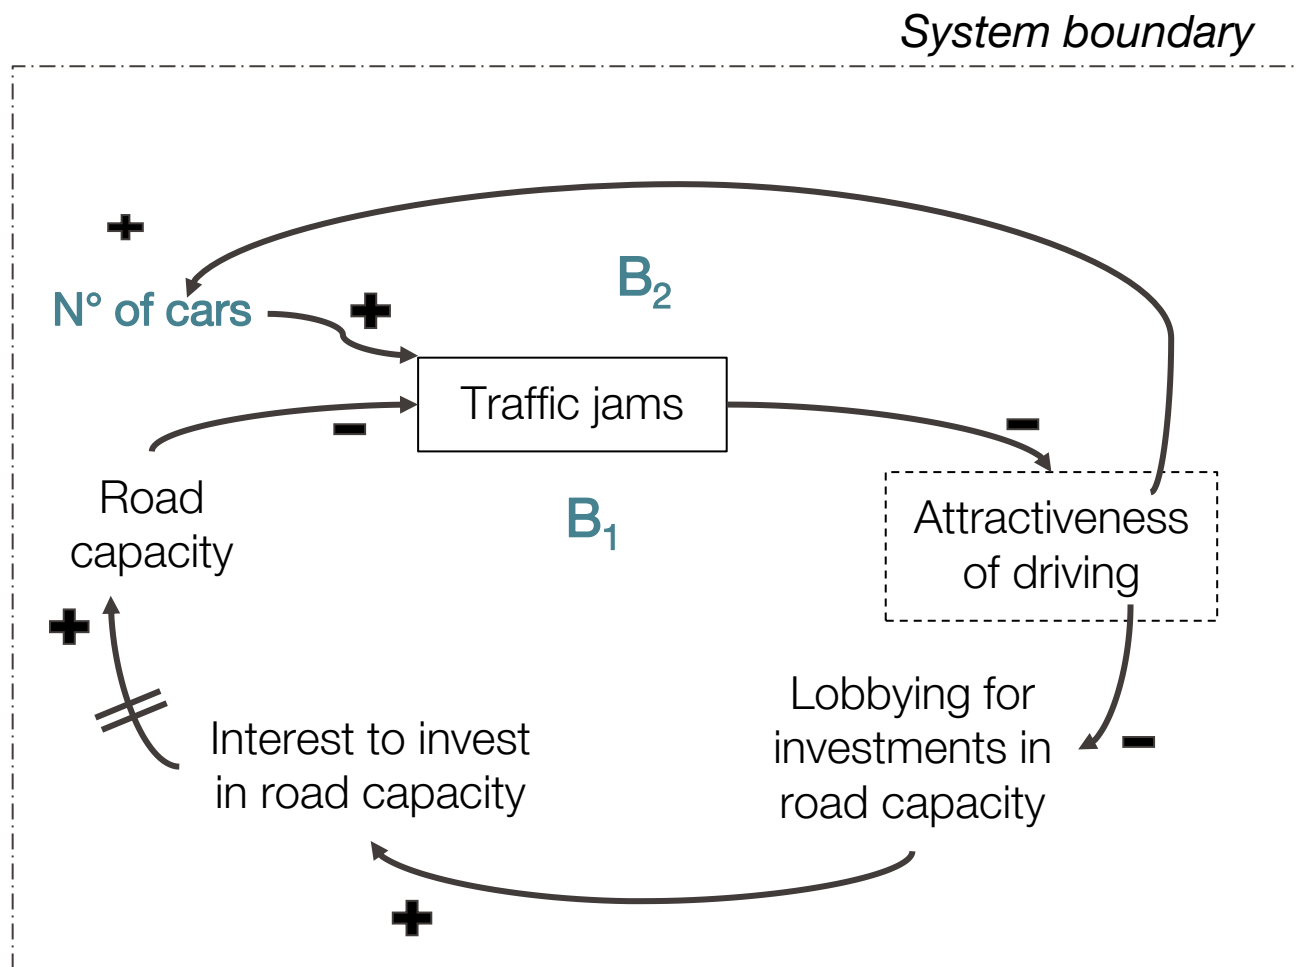 System boundary
+
B₂
N° of cars
+
Traffic jams
-
-
Road
capacity
B₁
Attractiveness
of driving
+
Lobbying for
investments in
road capacity
-
Interest to invest
in road capacity
+